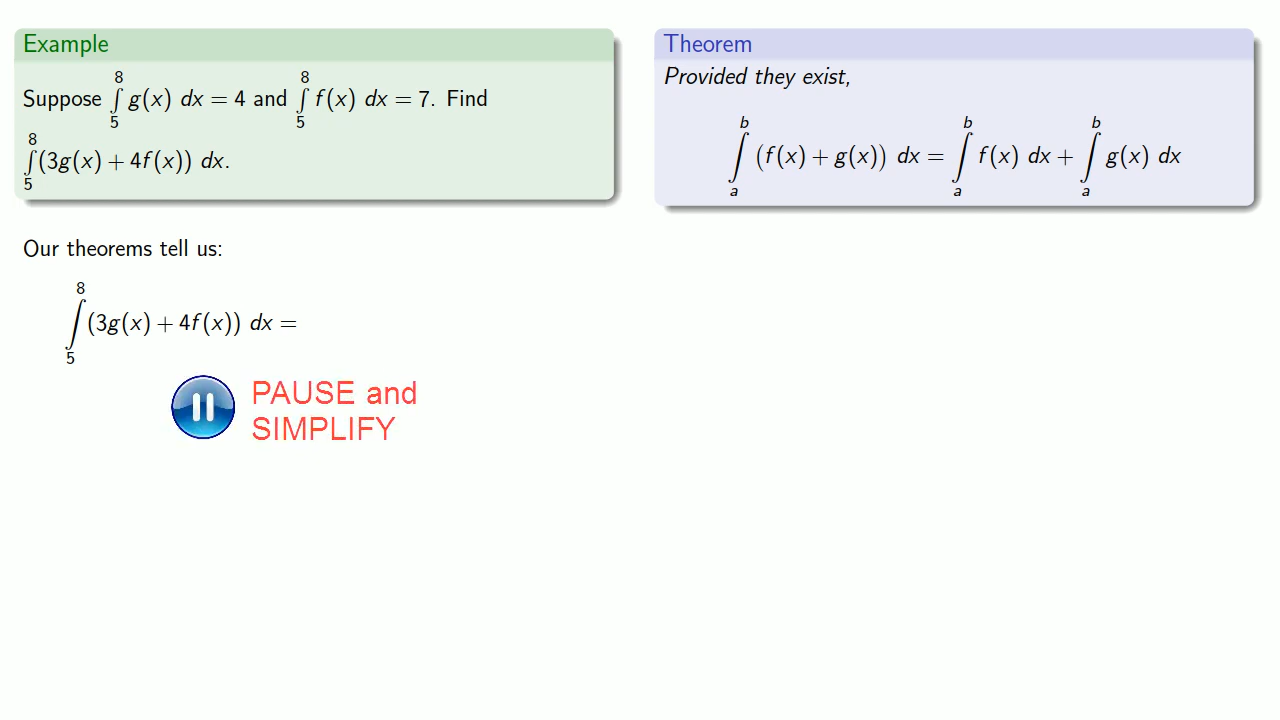 Example
Suppose ∫₅⁸ g(x) dx = 4 and ∫₅⁸ f(x) dx = 7. Find
∫₅⁸ (3g(x) + 4f(x)) dx.
Theorem
Provided they exist,
∫ₐᵇ (f(x) + g(x)) dx = ∫ₐᵇ f(x) dx + ∫ₐᵇ g(x) dx
Our theorems tell us:
∫₅⁸ (3g(x) + 4f(x)) dx =
PAUSE and
SIMPLIFY